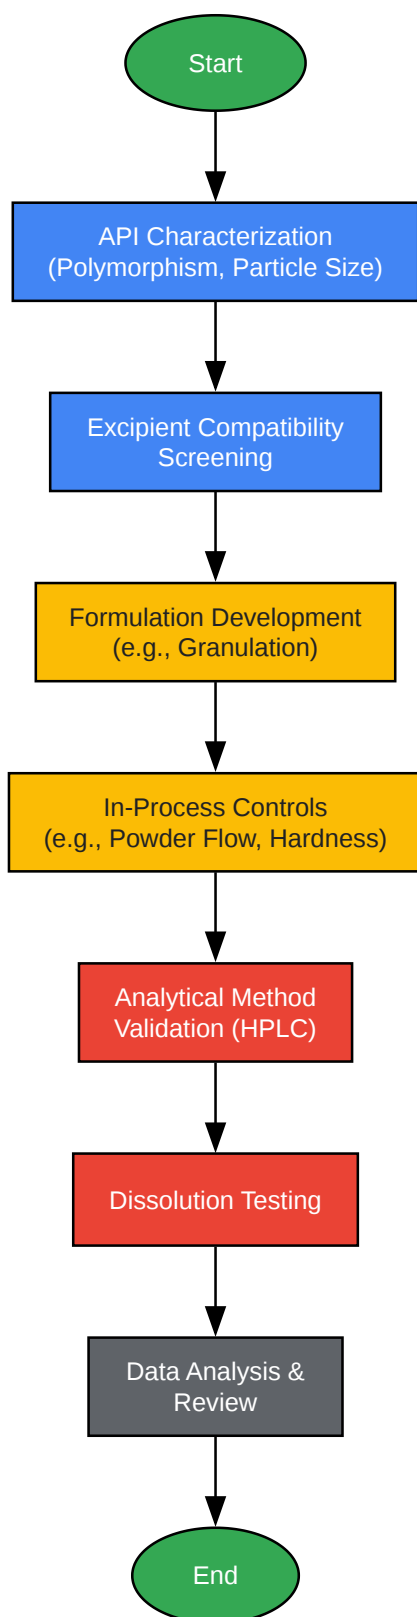 Start
API Characterization
(Polymorphism, Particle Size)
Excipient Compatibility
Screening
Formulation Development
(e.g., Granulation)
In-Process Controls
(e.g., Powder Flow, Hardness)
Analytical Method
Validation (HPLC)
Dissolution Testing
Data Analysis &
Review
End